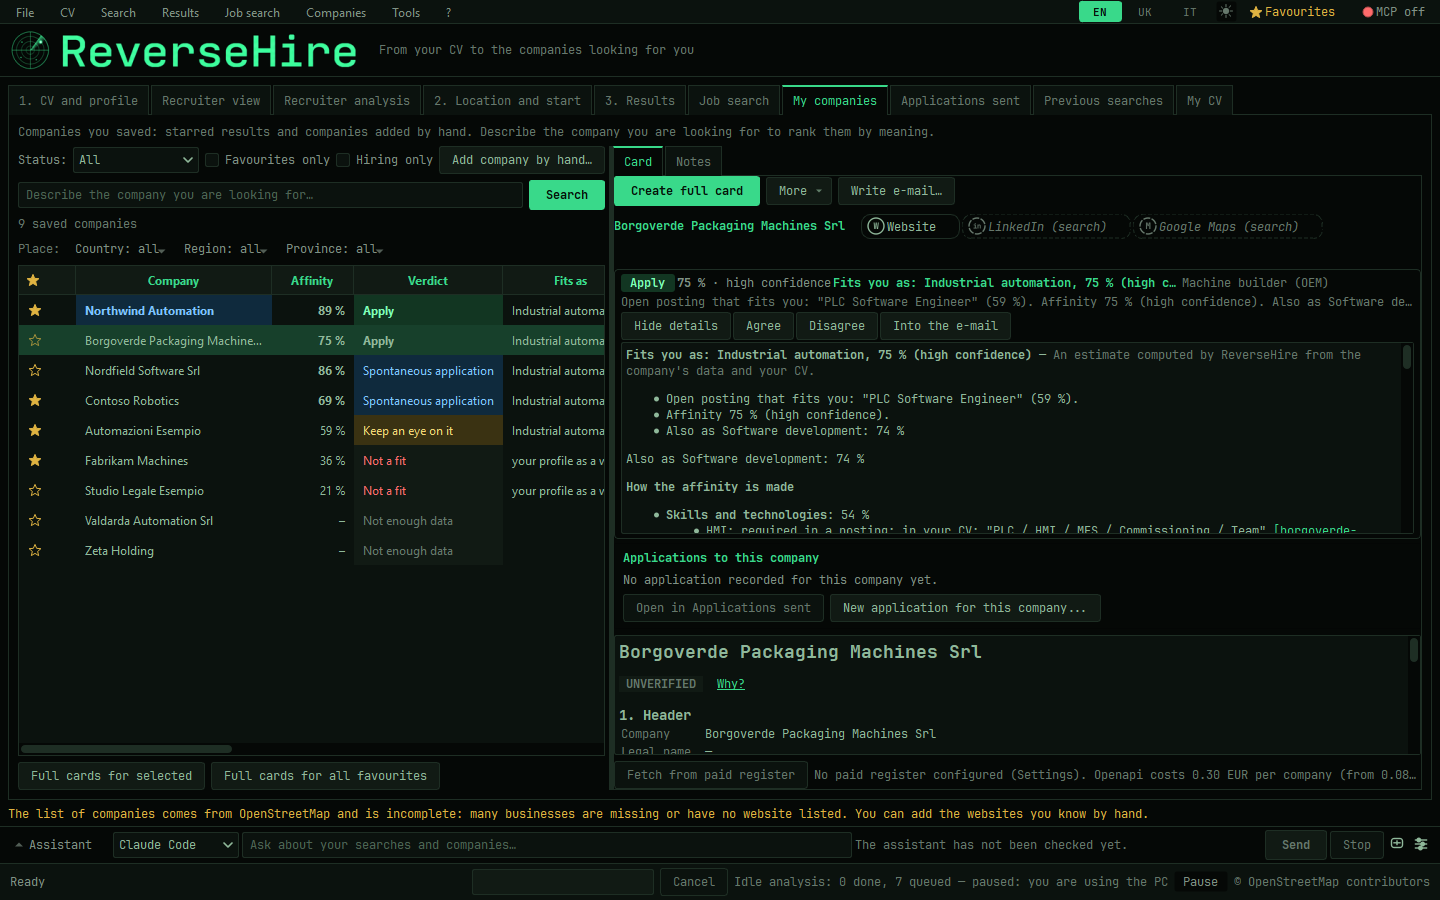 File CV Search Results Job search Companies Tools ? EN UK IT Favourites MCP off
ReverseHire From your CV to the companies looking for you
1. CV and profile Recruiter view Recruiter analysis 2. Location and start 3. Results Job search My companies Applications sent Previous searches My CV
Companies you saved: starred results and companies added by hand. Describe the company you are looking for to rank them by meaning.
Status: All Favourites only Hiring only Add company by hand…
Describe the company you are looking for… Search
9 saved companies
Place: Country: all Region: all Province: all
Company Affinity Verdict Fits as
Northwind Automation 89 % Apply Industrial automa
Borgoverde Packaging Machine... 75 % Apply Industrial automa
Nordfield Software Srl 86 % Spontaneous application Industrial automa
Contoso Robotics 69 % Spontaneous application Industrial automa
Automazioni Esempio 59 % Keep an eye on it Industrial automa
Fabrikam Machines 36 % Not a fit your profile as a w
Studio Legale Esempio 21 % Not a fit your profile as a w
Valdarda Automation Srl – Not enough data
Zeta Holding – Not enough data
Full cards for selected Full cards for all favourites
Card Notes
Create full card More Write e-mail…
Borgoverde Packaging Machines Srl W Website in LinkedIn (search) M Google Maps (search)
Apply 75 % · high confidence Fits you as: Industrial automation, 75 % (high c… Machine builder (OEM)
Open posting that fits you: "PLC Software Engineer" (59 %). Affinity 75 % (high confidence). Also as Software de…
Hide details Agree Disagree Into the e-mail
Fits you as: Industrial automation, 75 % (high confidence) — An estimate computed by ReverseHire from the
company's data and your CV.
• Open posting that fits you: "PLC Software Engineer" (59 %).
• Affinity 75 % (high confidence).
• Also as Software development: 74 %
Also as Software development: 74 %
How the affinity is made
• Skills and technologies: 54 %
• HMI: required in a posting; in your CV: "PLC / HMI / MES / Commissioning / Team" [borgoverde-
Applications to this company
No application recorded for this company yet.
Open in Applications sent New application for this company...
Borgoverde Packaging Machines Srl
UNVERIFIED Why?
1. Header
Company Borgoverde Packaging Machines Srl
Legal name —
Fetch from paid register No paid register configured (Settings). Openapi costs 0.30 EUR per company (from 0.08…
The list of companies comes from OpenStreetMap and is incomplete: many businesses are missing or have no website listed. You can add the websites you know by hand.
Assistant Claude Code Ask about your searches and companies… The assistant has not been checked yet. Send Stop
Ready Cancel Idle analysis: 0 done, 7 queued — paused: you are using the PC Pause © OpenStreetMap contributors